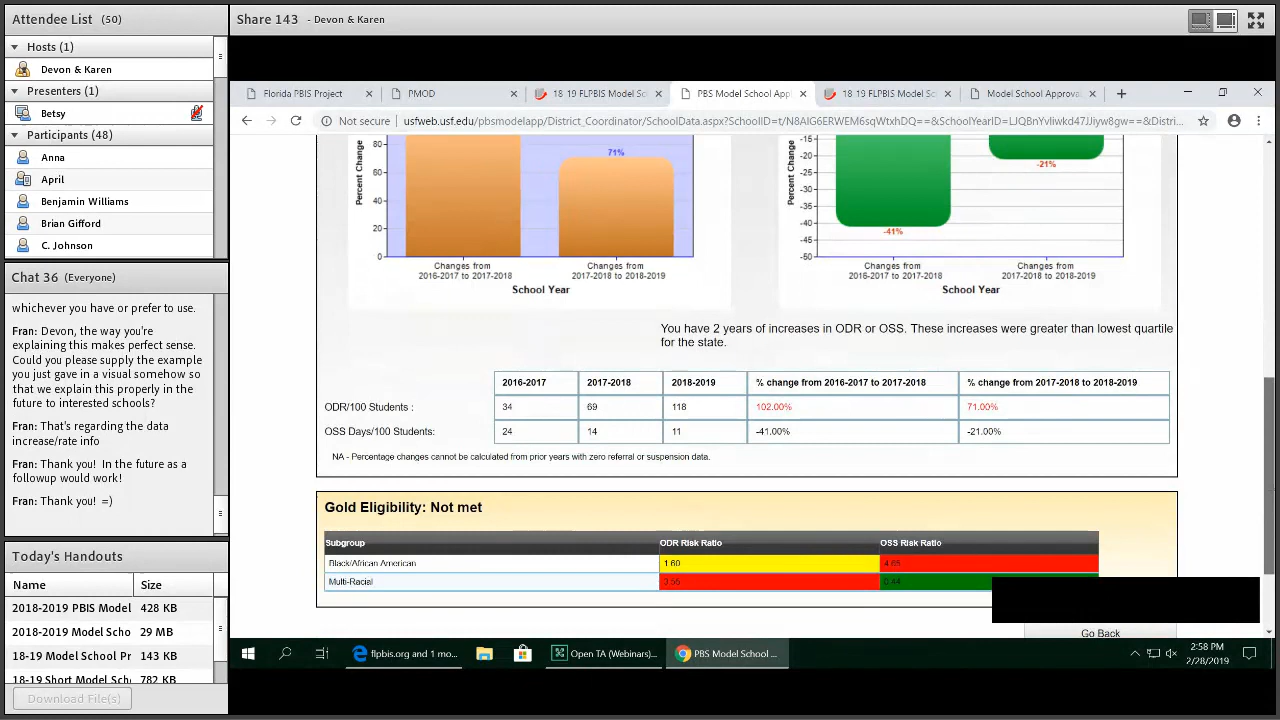 Attendee List (50)
Hosts (1)
Devon & Karen
Presenters (1)
Betsy
Participants (48)
Anna
April
Benjamin Williams
Brian Gifford
C. Johnson
Chat 36 (Everyone)
whichever you have or prefer to use.
Fran: Devon, the way you're
explaining this makes perfect sense.
Could you please supply the example
you just gave in a visual somehow so
that we explain this properly in the
future to interested schools?
Fran: That's regarding the data
increase/rate info
Fran: Thank you! In the future as a
followup would work!
Fran: Thank you! =)
Today's Handouts
Name Size
2018-2019 PBIS Model 428 KB
2018-2019 Model Scho 29 MB
18-19 Model School Pr 143 KB
18-19 Short Model Sch 782 KB
Download File(s)
Share 143 - Devon & Karen
Florida PBIS Project
PMOD
18-19 FLPBIS Model Sc
PBS Model School Appl
18-19 FLPBIS Model Sc
Model School Approva
Not secure usfweb.usf.edu/pbsmodelapp/District_Coordinator/SchoolData.aspx?SchoolID=t/N8AlG6ERWEM6sqWtxhDQ==&SchoolYearID=LJQBnYvliwkd47JJiyw8gw==&Distri...
Percent Change
80
60
40
20
0
71%
Changes from
2016-2017 to 2017-2018
Changes from
2017-2018 to 2018-2019
School Year
Percent Change
-15
-20
-25
-30
-35
-40
-45
-50
-41%
-21%
Changes from
2016-2017 to 2017-2018
Changes from
2017-2018 to 2018-2019
School Year
You have 2 years of increases in ODR or OSS. These increases were greater than lowest quartile
for the state.
2016-2017 2017-2018 2018-2019 % change from 2016-2017 to 2017-2018 % change from 2017-2018 to 2018-2019
ODR/100 Students : 34 69 118 102.00% 71.00%
OSS Days/100 Students: 24 14 11 -41.00% -21.00%
NA - Percentage changes cannot be calculated from prior years with zero referral or suspension data.
Gold Eligibility: Not met
Subgroup ODR Risk Ratio OSS Risk Ratio
Black/African American 1.60 4.65
Multi-Racial 3.55 0.44
Go Back
flpbis.org and 1 mo...
Open TA (Webinars)...
PBS Model School ...
2:58 PM
2/28/2019